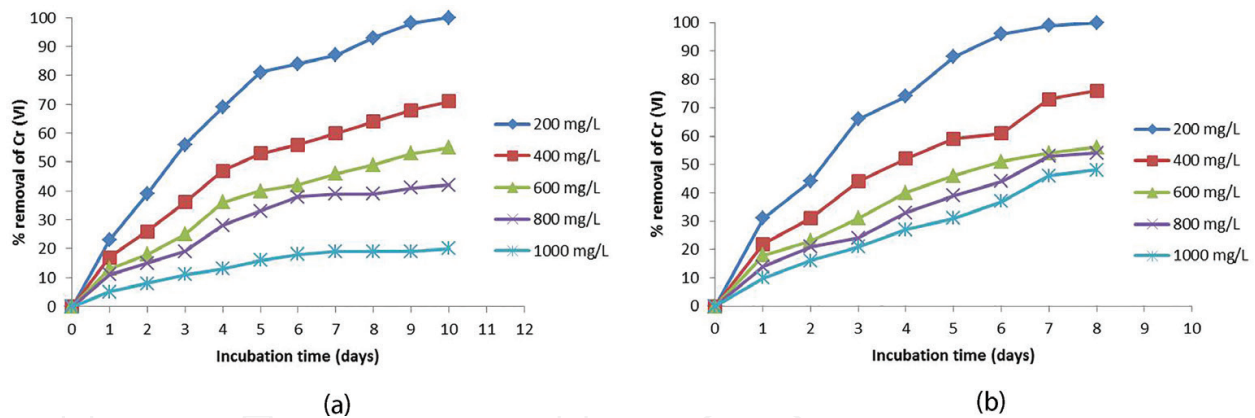 100
90
80
70
60
50
40
30
20
10
0
% removal of Cr (VI)
0 1 2 3 4 5 6 7 8 9 10 11 12
Incubation time (days)
200 mg/L
400 mg/L
600 mg/L
800 mg/L
1000 mg/L
(a)
100
90
80
70
60
50
40
30
20
10
0
% removal of Cr (VI)
0 1 2 3 4 5 6 7 8 9 10
Incubation time (days)
200 mg/L
400 mg/L
600 mg/L
800 mg/L
1000 mg/L
(b)